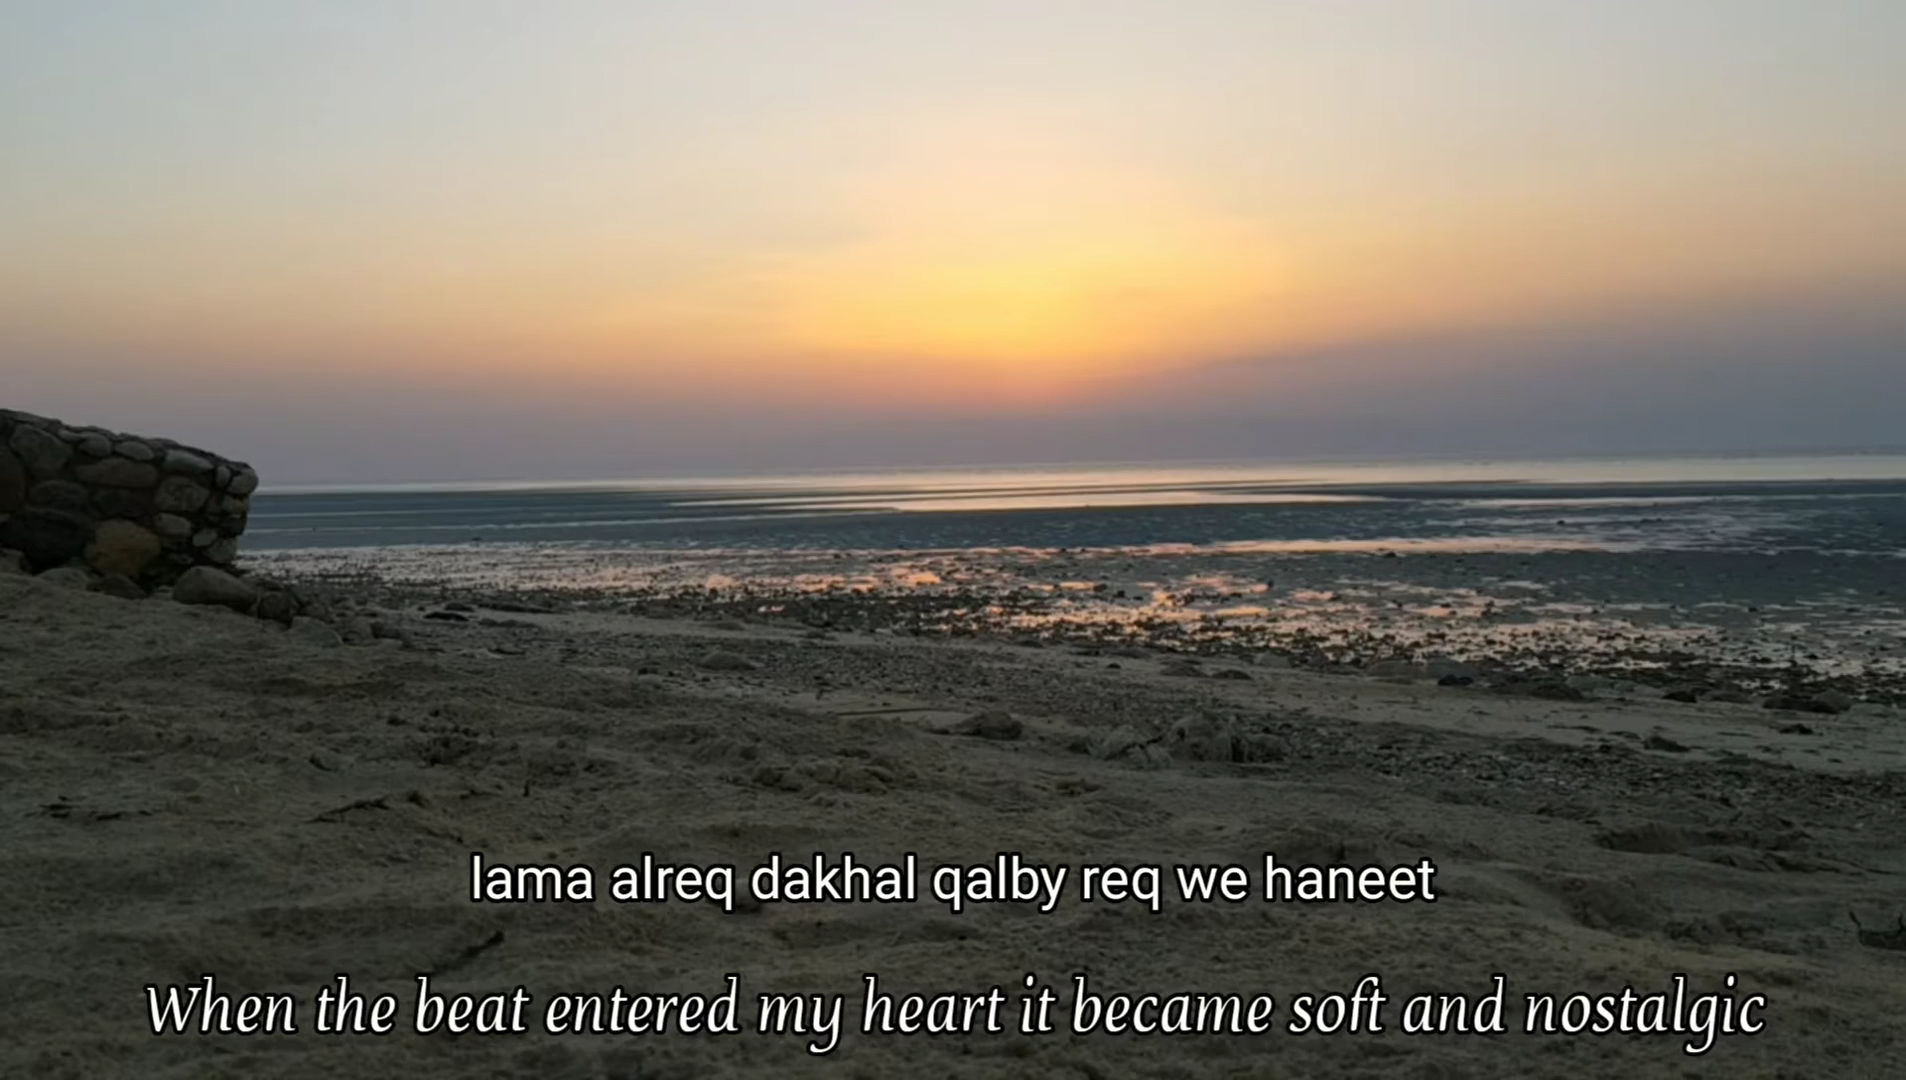 lama alreq dakhal qalby req we haneet
When the beat entered my heart it became soft and nostalgic